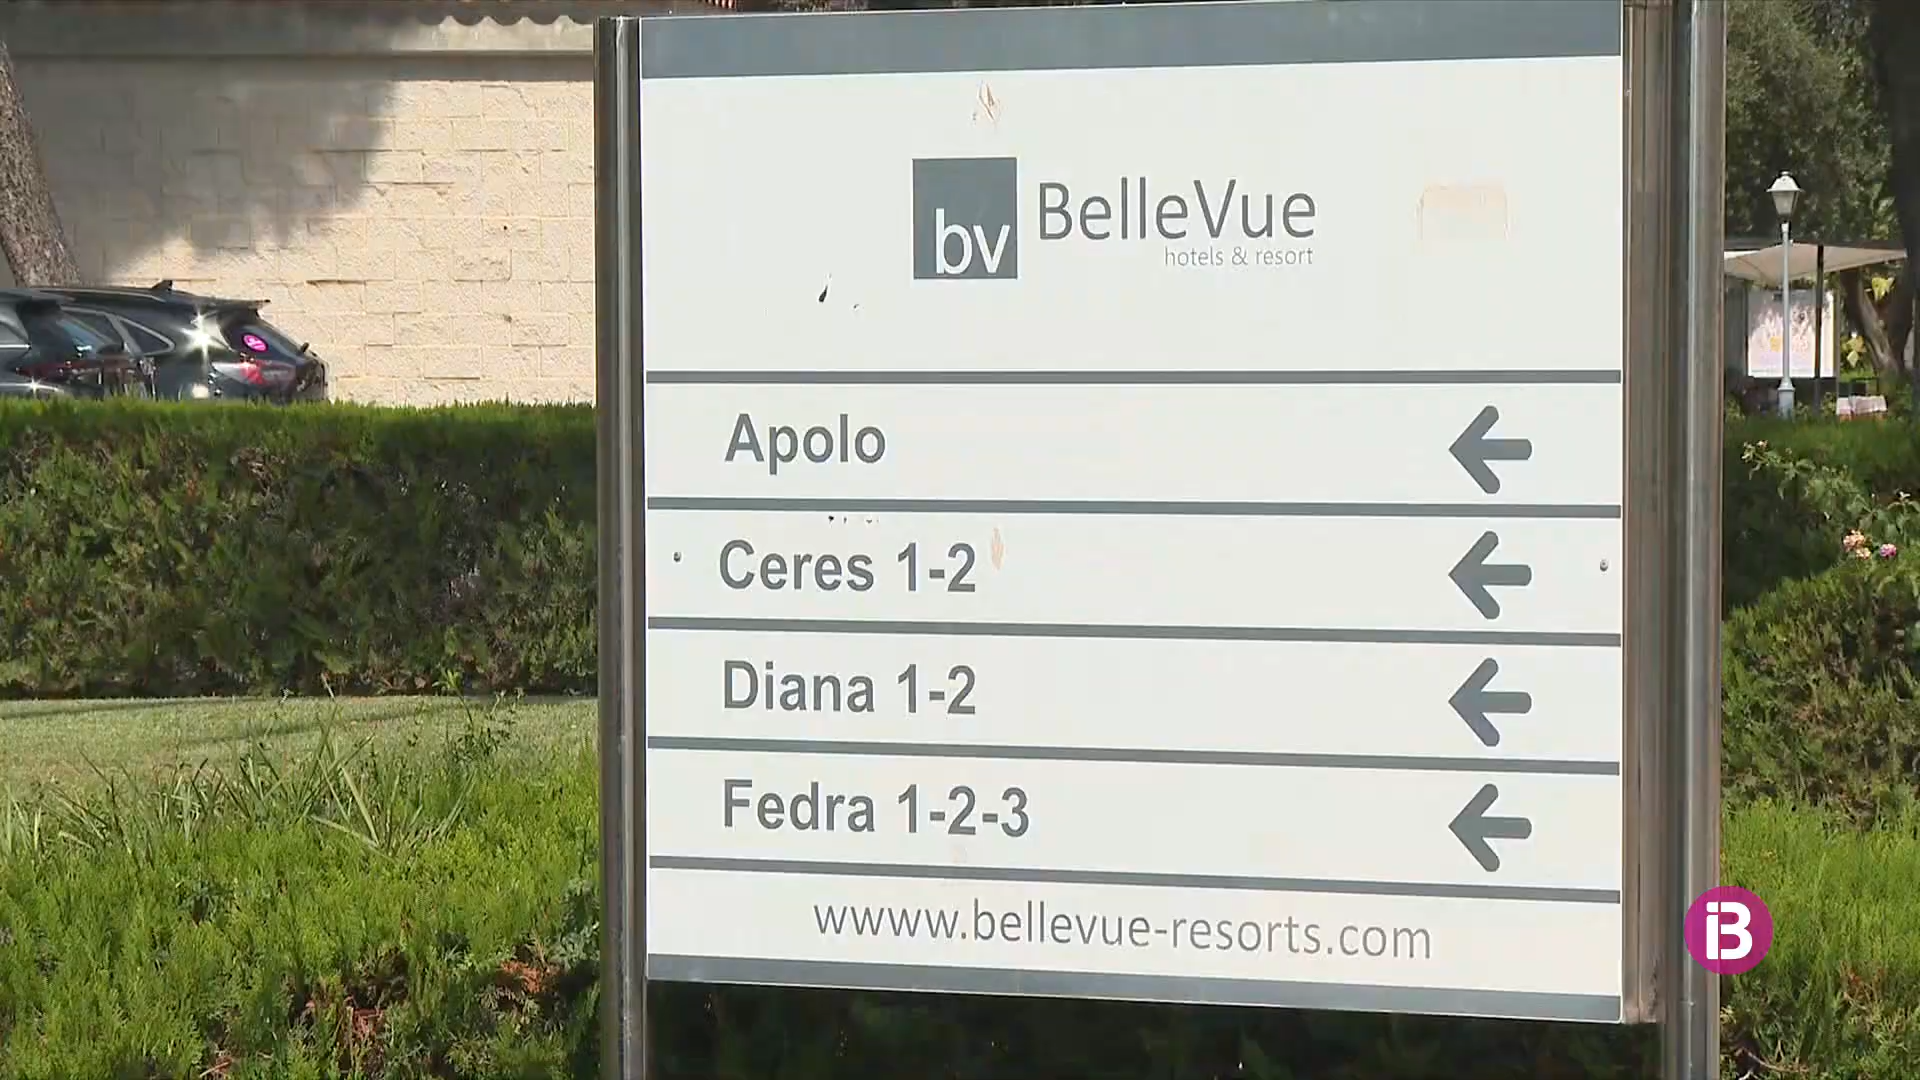 bv
BelleVue
hotels & resort
Apolo
Ceres 1-2
Diana 1-2
Fedra 1-2-3
wwww.bellevue-resorts.com
iB